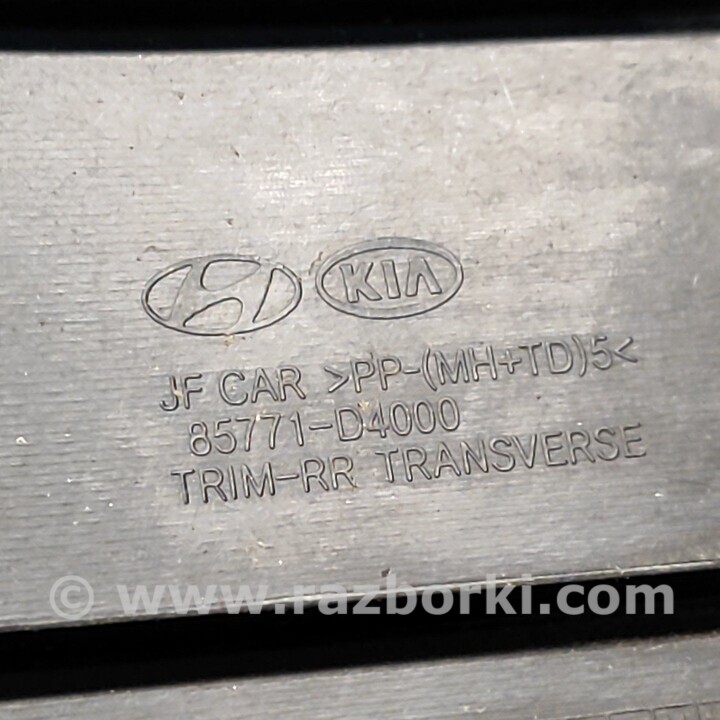 KIA
JF CAR >PP-(MH+TD)5<
85771-D4000
TRIM-RR TRANSVERSE
© www.razborki.com